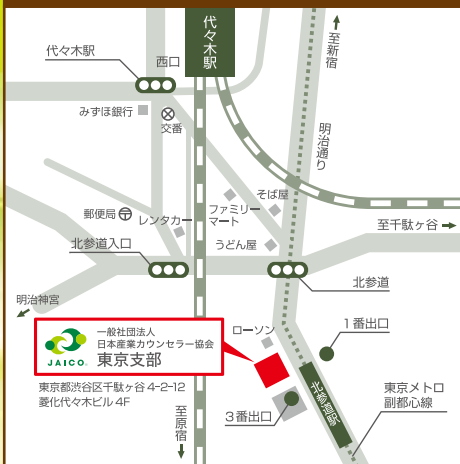 代々木駅
代々木駅
西口
至新宿
みずほ銀行
交番
明治通り
そば屋
ファミリー
マート
郵便局
レンタカー
うどん屋
至千駄ヶ谷
北参道入口
北参道
明治神宮
ローソン
1番出口
JAICO
一般社団法人
日本産業カウンセラー協会
東京支部
東京都渋谷区千駄ヶ谷 4-2-12
菱化代々木ビル 4F
北参道駅
3番出口
東京メトロ
副都心線
至原宿